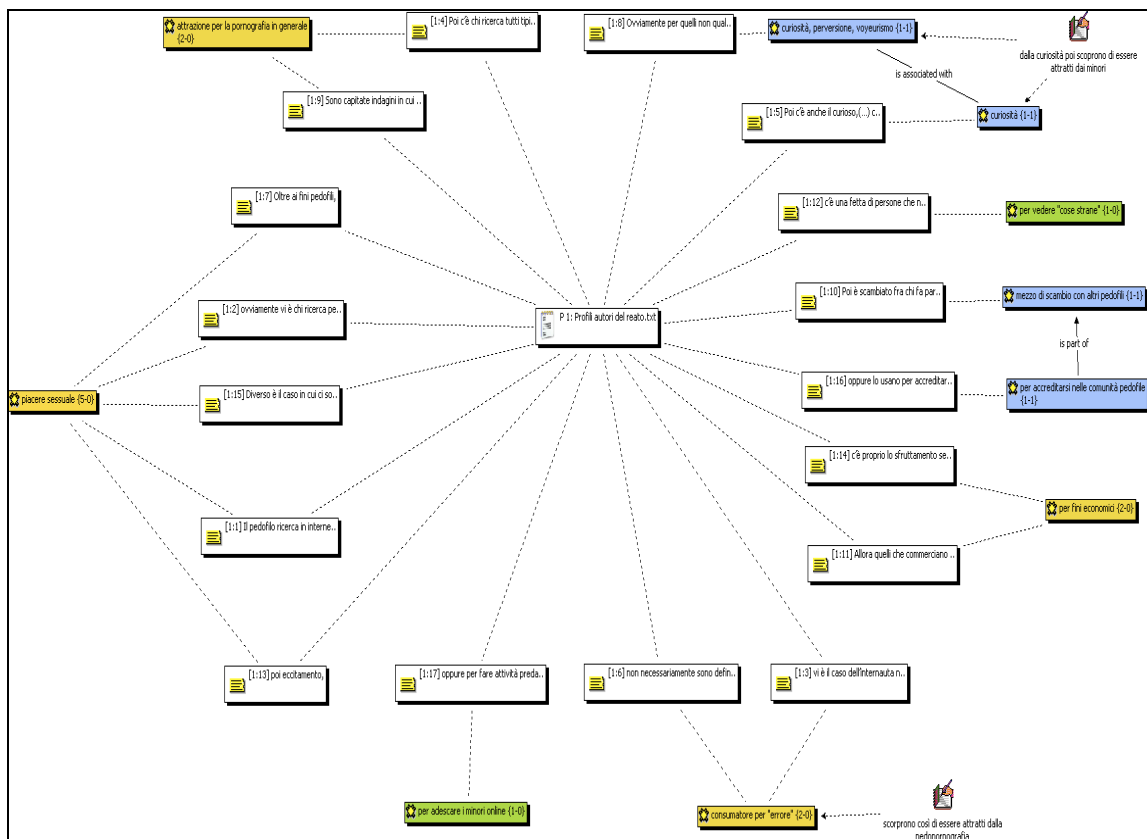 attrazione per la pornografia in generale
{2-0}
[1:4] Poi c'è chi ricerca tutti tipi..
[1:8] Ovviamente per quelli non qual..
curiosità, perversione, voyeurismo {1-1}
dalla curiosità poi scoprono di essere
attratti dai minori
is associated with
[1:9] Sono capitate indagini in cui ..
[1:5] Poi c'è anche il curioso,(...) c..
curiosità {1-1}
[1:7] Oltre ai fini pedofili,
[1:12] c'è una fetta di persone che n..
per vedere "cose strane" {1-0}
[1:2] ovviamente vi è chi ricerca pe..
P 1: Profili autori del reato.txt
[1:10] Poi è scambiato fra chi fa par..
mezzo di scambio con altri pedofili {1-1}
is part of
[1:15] Diverso è il caso in cui ci so..
piacere sessuale {5-0}
[1:16] oppure lo usano per accreditar..
per accreditarsi nelle comunità pedofile
{1-1}
[1:14] c'è proprio lo sfruttamento se..
per fini economici {2-0}
[1:1] Il pedofilo ricerca in interne..
[1:11] Allora quelli che commerciano ..
[1:13] poi eccitamento,
[1:17] oppure per fare attività preda..
[1:6] non necessariamente sono defin..
[1:3] vi è il caso dell'internauta n..
per adescare i minori online {1-0}
consumatore per "errore" {2-0}
scorprono così di essere attratti dalla
pedopornografia